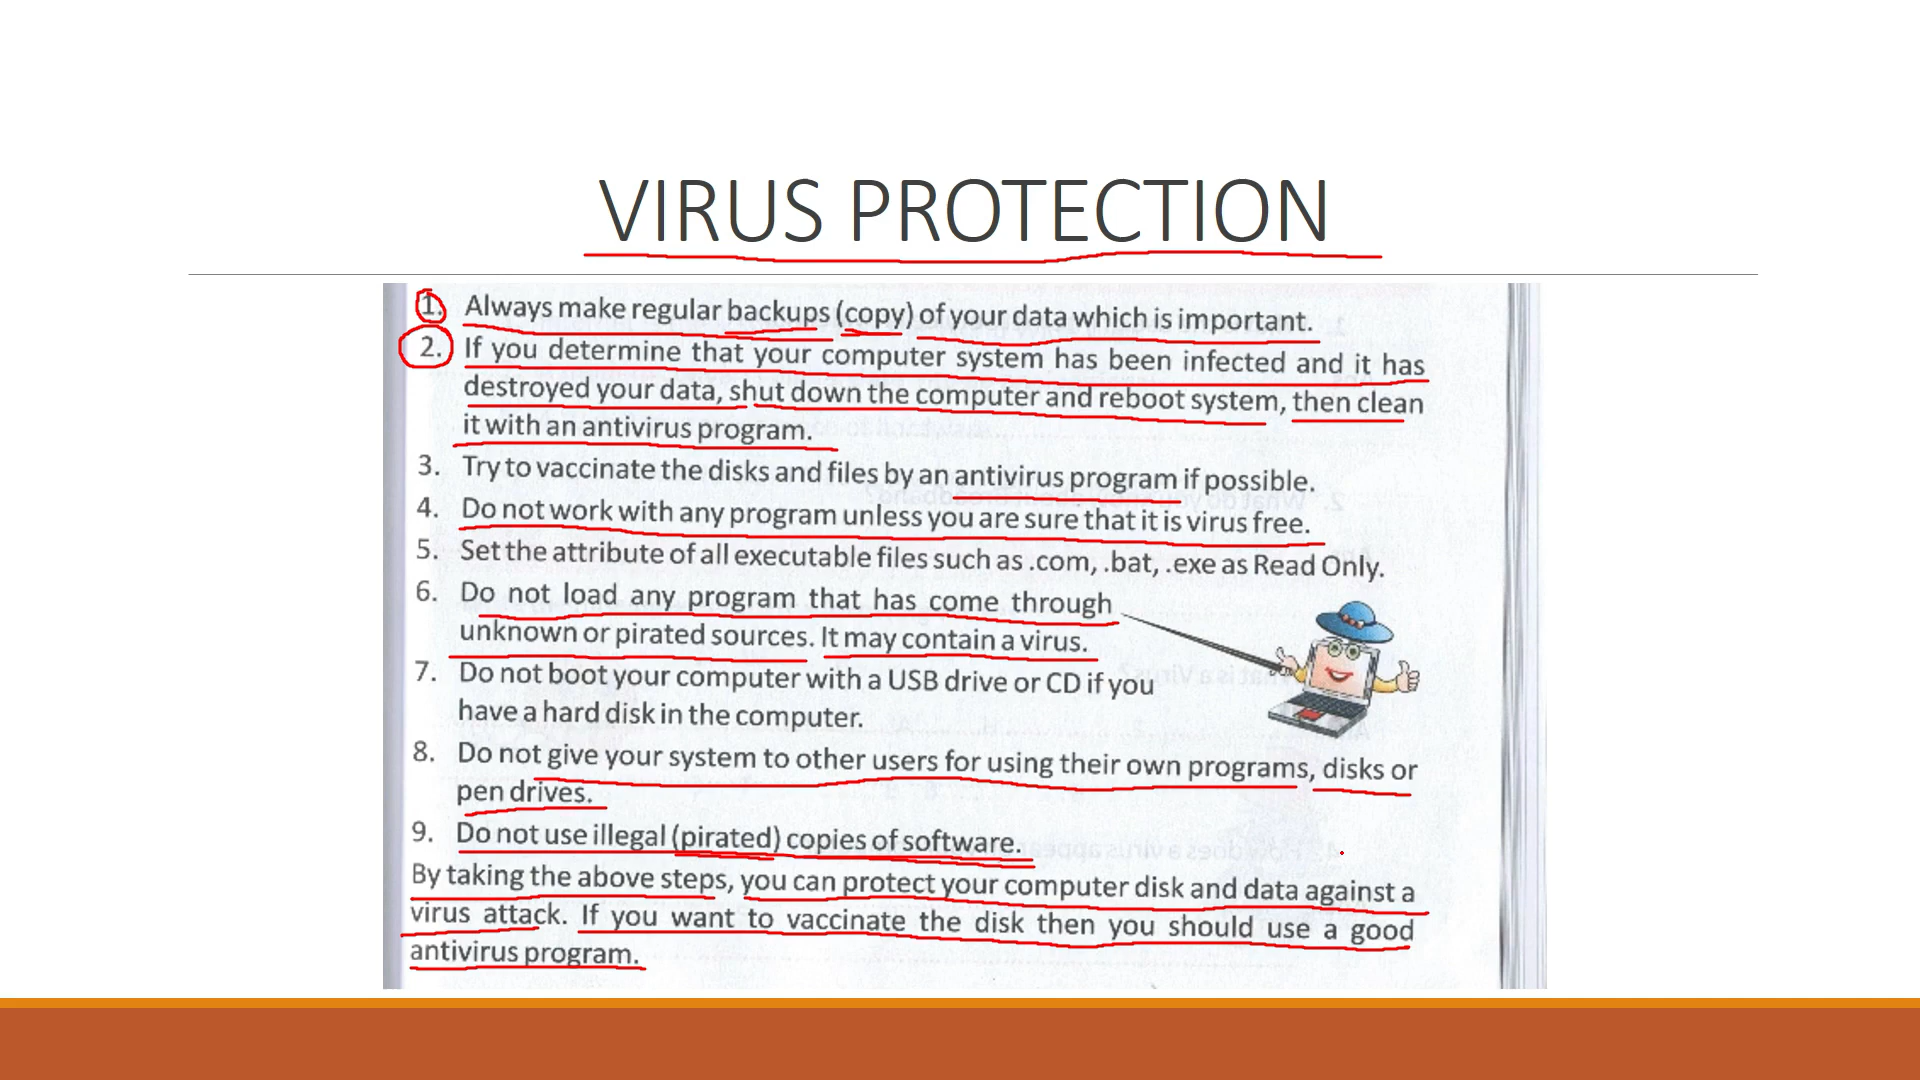 VIRUS PROTECTION
1. Always make regular backups (copy) of your data which is important.
2. If you determine that your computer system has been infected and it has
destroyed your data, shut down the computer and reboot system, then clean
it with an antivirus program.
3. Try to vaccinate the disks and files by an antivirus program if possible.
4. Do not work with any program unless you are sure that it is virus free.
5. Set the attribute of all executable files such as .com, .bat, .exe as Read Only.
6. Do not load any program that has come through
unknown or pirated sources. It may contain a virus.
7. Do not boot your computer with a USB drive or CD if you
have a hard disk in the computer.
8. Do not give your system to other users for using their own programs, disks or
pen drives.
9. Do not use illegal (pirated) copies of software.
By taking the above steps, you can protect your computer disk and data against a
virus attack. If you want to vaccinate the disk then you should use a good
antivirus program.